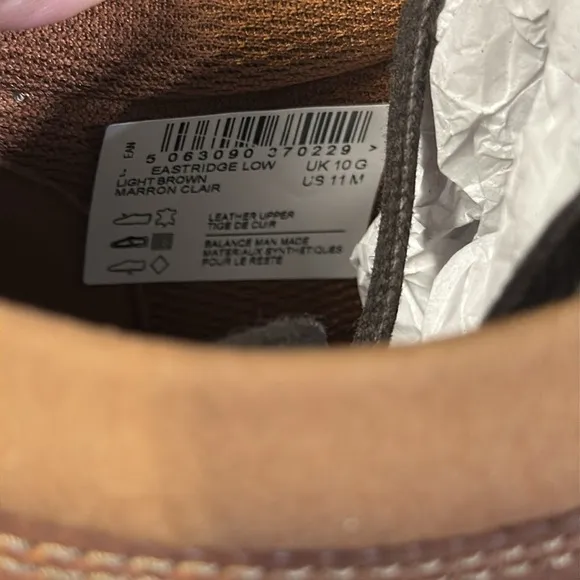 EAN
5 063090 370229 >
J EASTRIDGE LOW UK 10 G
LIGHT BROWN US 11 M
MARRON CLAIR
LEATHER UPPER
TIGE DE CUIR
BALANCE MAN MADE
MATERIAUX SYNTHÉTIQUES
POUR LE RESTE